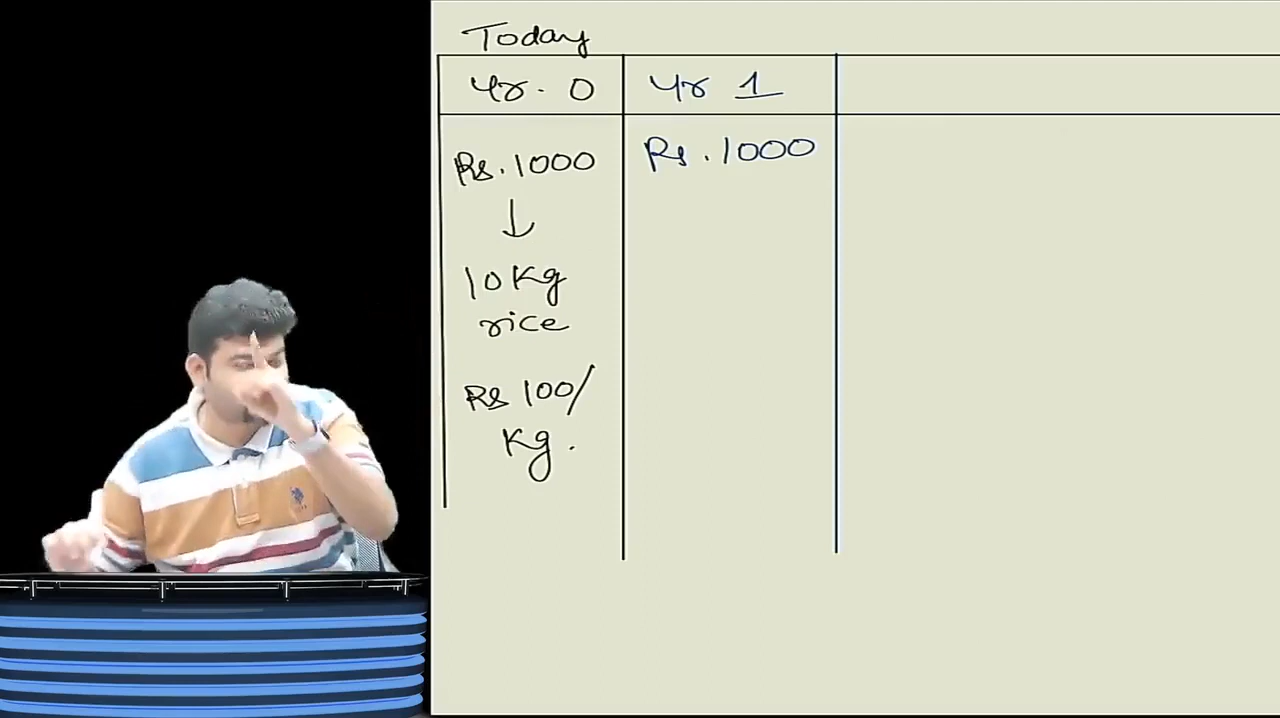 Today
Yr. 0
Yr 1
Rs. 1000
Rs. 1000
↓
10 Kg
rice
Rs 100/
Kg.